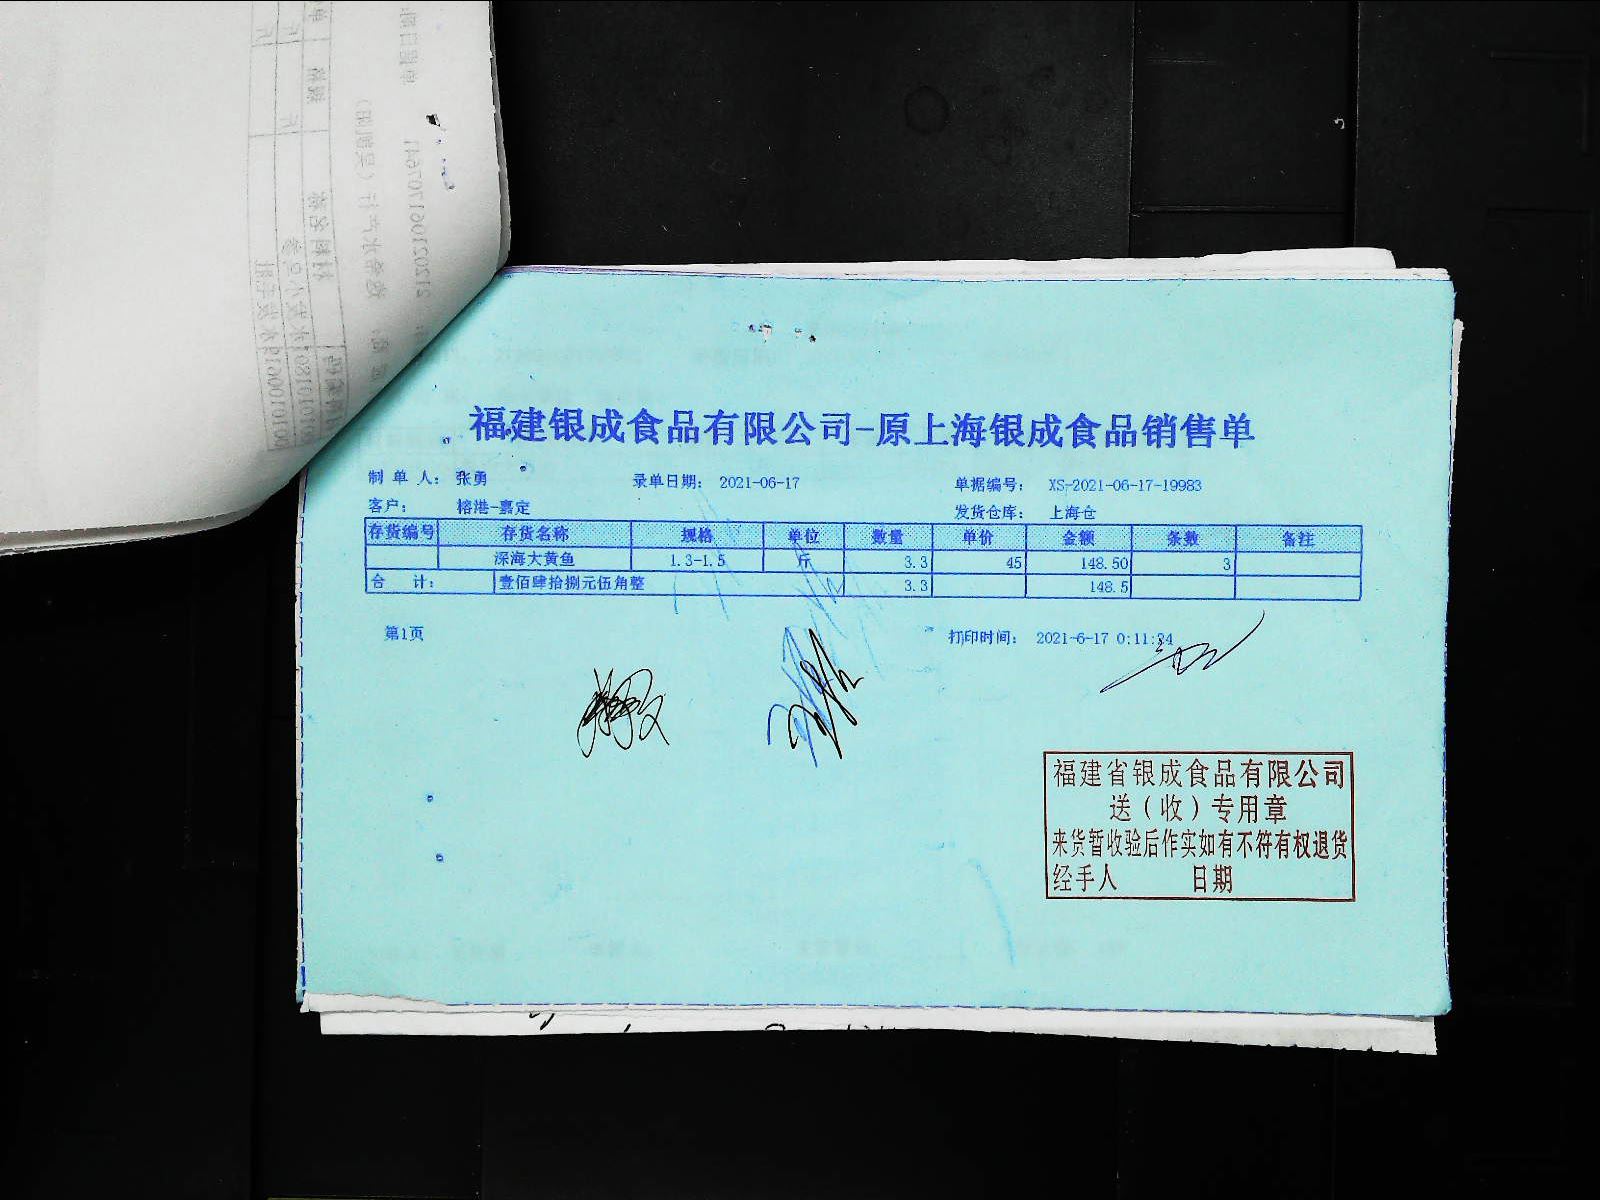 福建银成食品有限公司-原上海银成食品销售单
制 单 人： 张勇 录单日期： 2021-06-17 单据编号： XS-2021-06-17-19983
客户： 榕港-嘉定 发货仓库： 上海仓
存货编号 存货名称 规格 单位 数量 单价 金额 条数 备注
深海大黄鱼 1.3-1.5 斤 3.3 45 148.50 3
合 计： 壹佰肆拾捌元伍角整 3.3 148.5
第1页 打印时间： 2021-6-17 0:11:24
福建省银成食品有限公司
送（收）专用章
来货暂收验后作实如有不符有权退货
经手人 日期